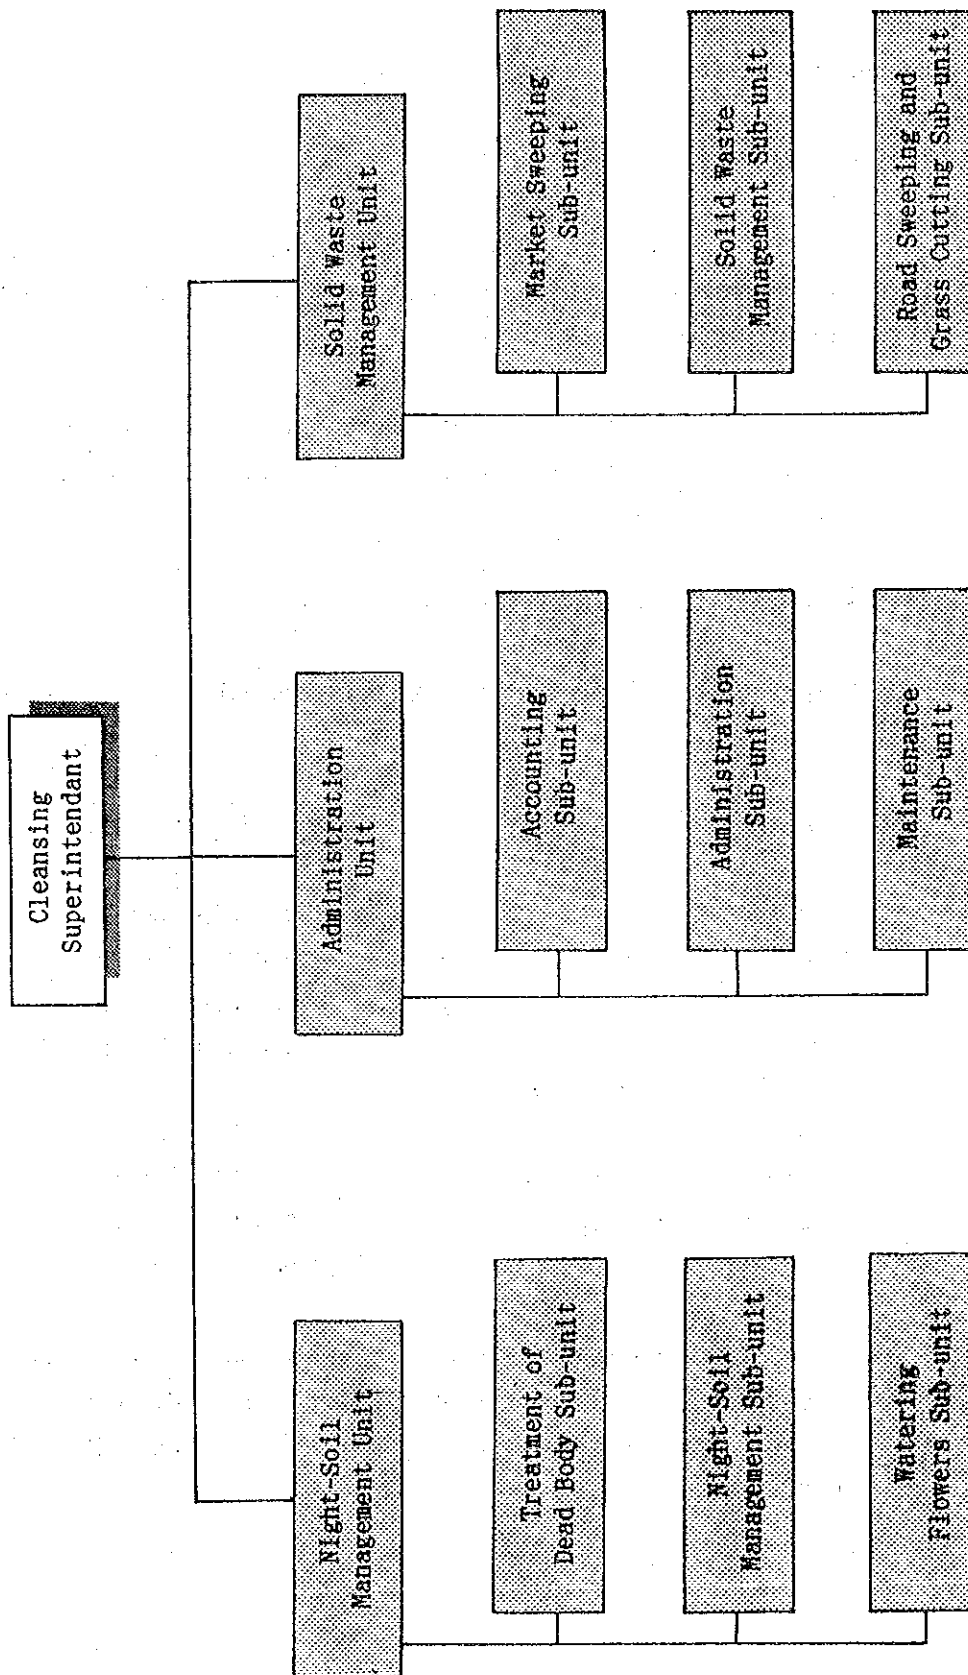 Cleansing
Superintendant
Night-Soil
Management Unit
Treatment of
Dead Body Sub-unit
Night-Soil
Management Sub-unit
Watering
Flowers Sub-unit
Administration
Unit
Accounting
Sub-unit
Administration
Sub-unit
Maintenance
Sub-unit
Solid Waste
Management Unit
Market Sweeping
Sub-unit
Solid Waste
Management Sub-unit
Road Sweeping and
Grass Cutting Sub-unit